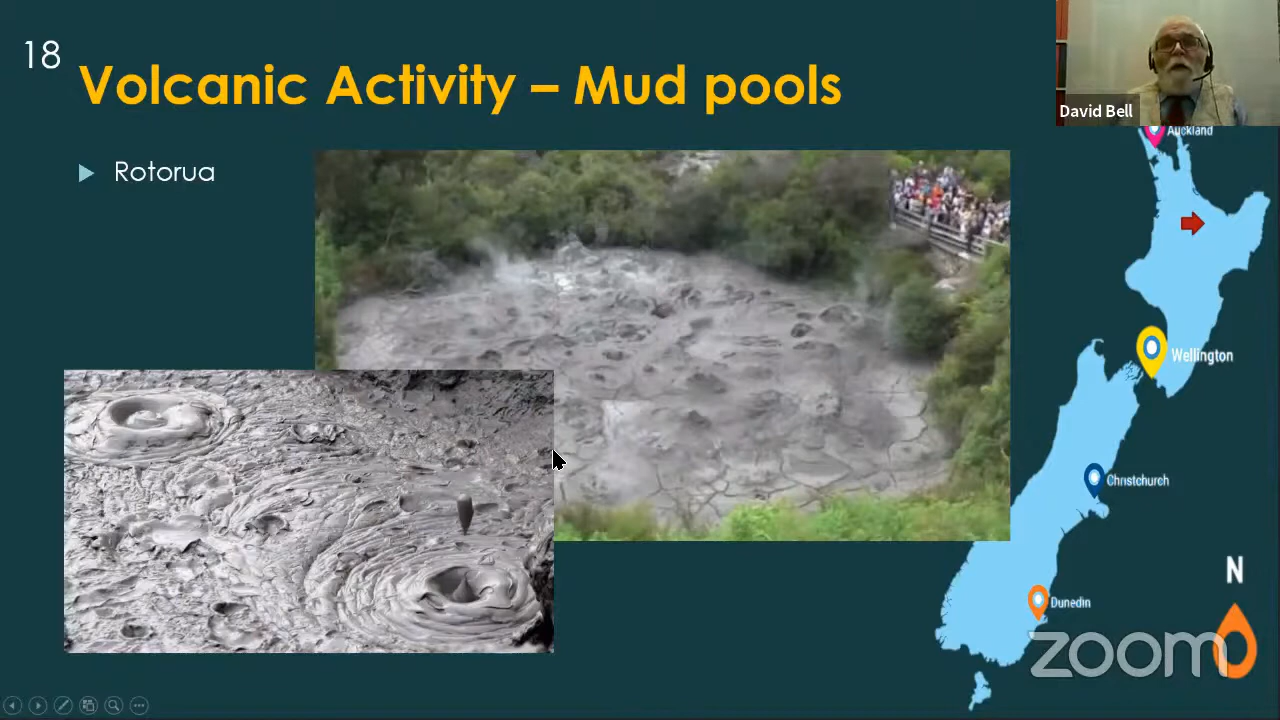 18
Volcanic Activity – Mud pools
Rotorua
David Bell
Auckland
Wellington
Christchurch
Dunedin
N
zoom